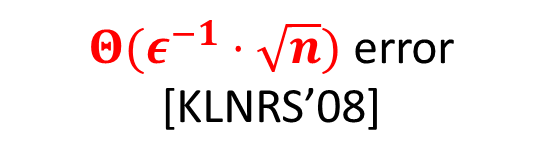 Θ(ϵ⁻¹ · √n) error
[KLNRS’08]